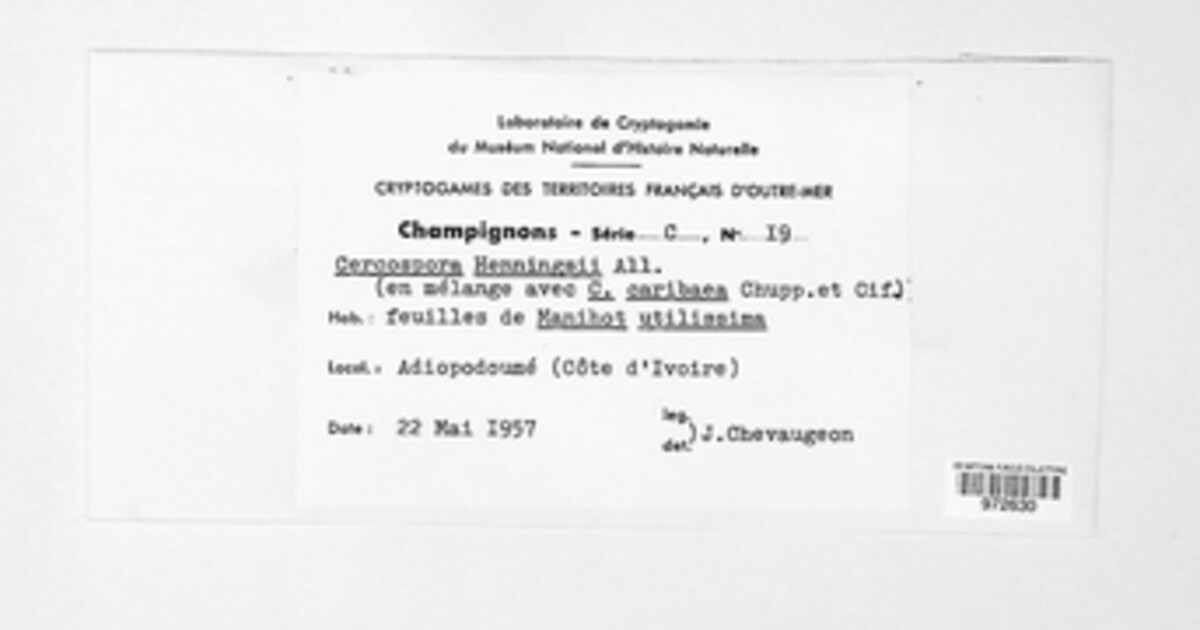 Laboratoire de Cryptogamie
du Muséum National d'Histoire Naturelle
CRYPTOGAMES DES TERRITOIRES FRANÇAIS D'OUTRE-MER
Champignons - Série C, N° I9
Cercospora Henningsii All.
(en mélange avec C. caribaea Chupp.et Cif.)
Hab.: feuilles de Manihot utilissima
Local.: Adiopodoumé (Côte d'Ivoire)
Date: 22 Mai I957
leg.
det. ) J.Chevaugeon
972630